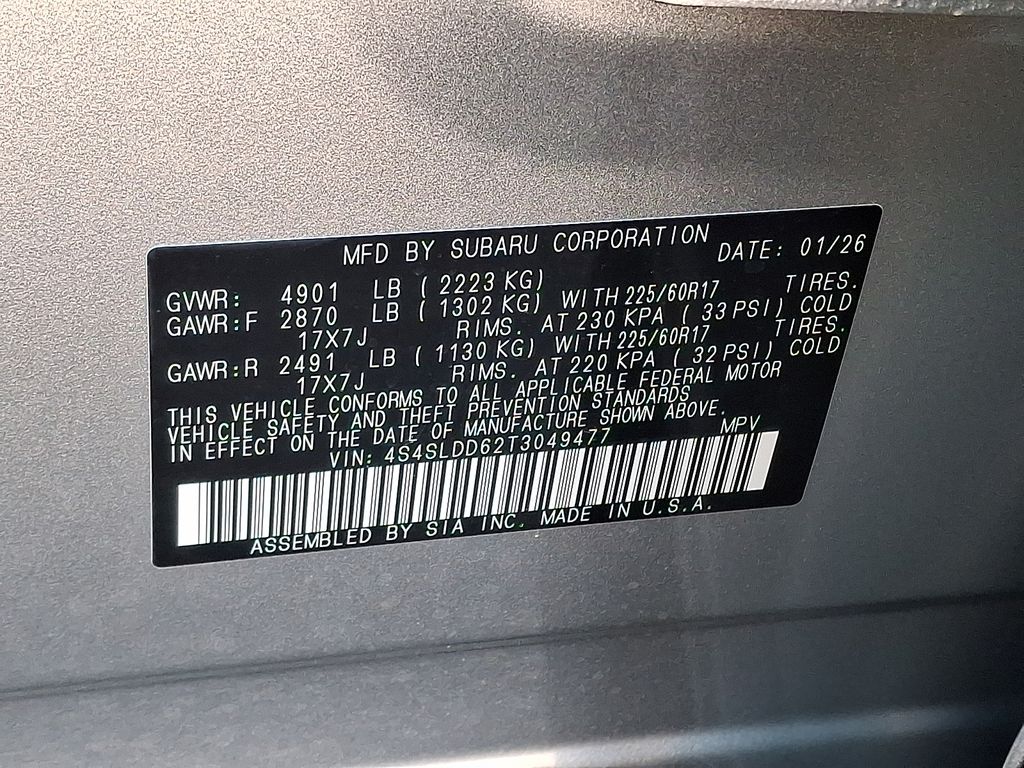 MFD BY SUBARU CORPORATION DATE: 01/26
GVWR: 4901 LB (2223 KG)
GAWR:F 2870 LB (1302 KG) WITH 225/60R17 TIRES.
17X7J RIMS. AT 230 KPA (33 PSI) COLD
GAWR:R 2491 LB (1130 KG) WITH 225/60R17 TIRES.
17X7J RIMS. AT 220 KPA (32 PSI) COLD
THIS VEHICLE CONFORMS TO ALL APPLICABLE FEDERAL MOTOR
VEHICLE SAFETY AND THEFT PREVENTION STANDARDS
IN EFFECT ON THE DATE OF MANUFACTURE SHOWN ABOVE.
VIN: 4S4SLDD62T3049477 MPV
ASSEMBLED BY SIA INC. MADE IN U.S.A.